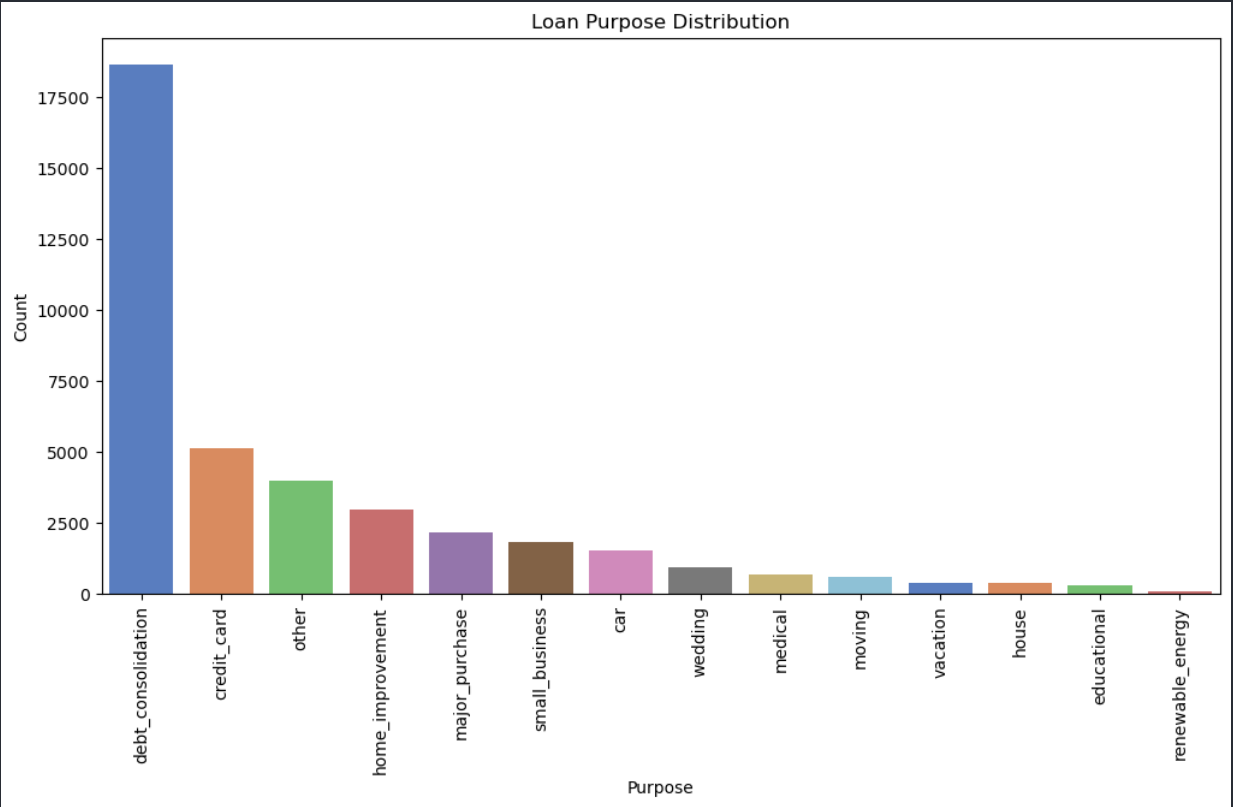 Loan Purpose Distribution
Count
17500
15000
12500
10000
7500
5000
2500
0
debt_consolidation
credit_card
other
home_improvement
major_purchase
small_business
car
wedding
medical
moving
vacation
house
educational
renewable_energy
Purpose